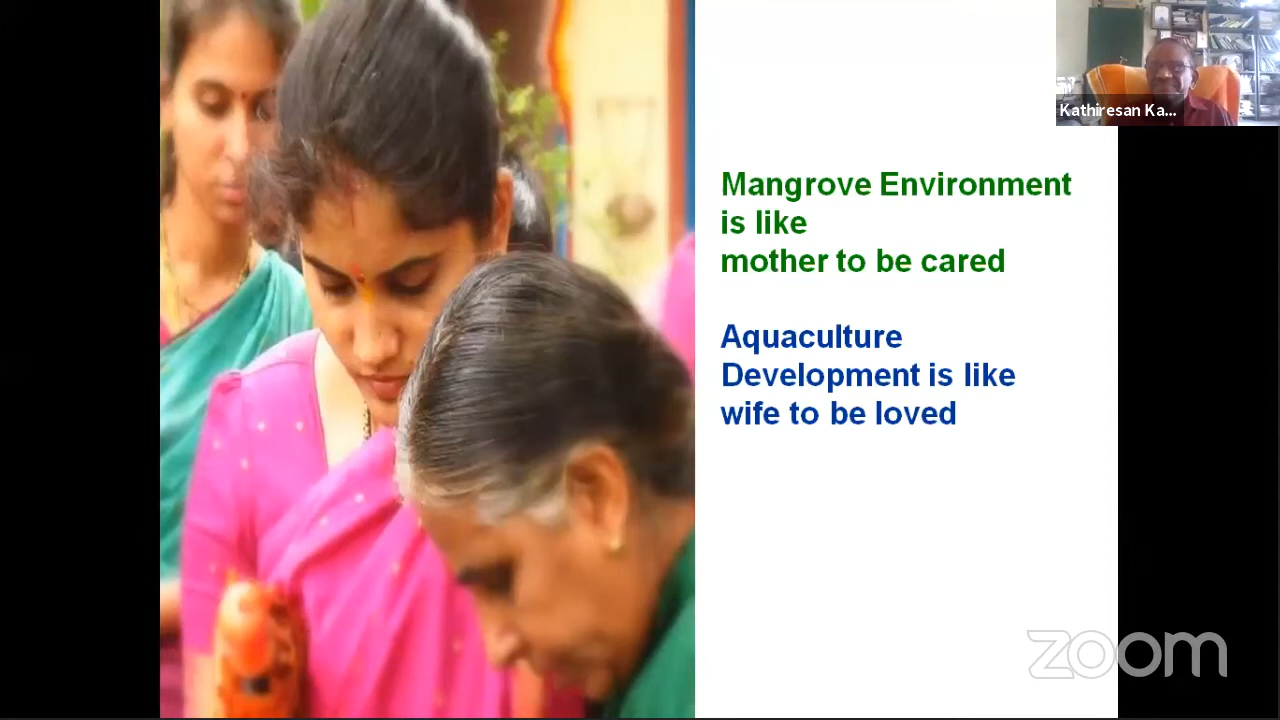 Kathiresan Ka...
Mangrove Environment
is like
mother to be cared
Aquaculture
Development is like
wife to be loved
zoom